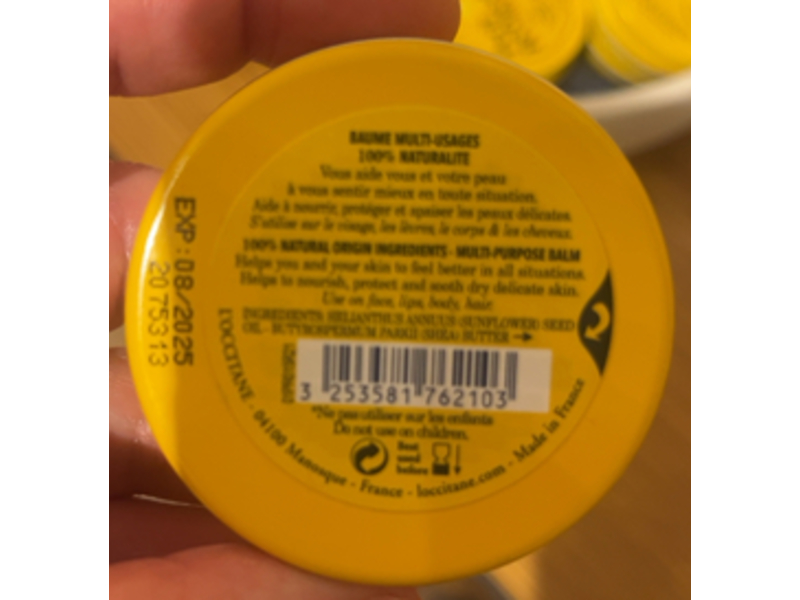 BAUME MULTI-USAGES
100% NATURALITE
Vous aide vous et votre peau
à vous sentir mieux en toute situation.
Aide à nourrir, protéger et apaiser les peaux délicates.
S'utilise sur le visage, les lèvres, le corps & les cheveux.
100% NATURAL ORIGIN INGREDIENTS - MULTI-PURPOSE BALM
Helps you and your skin to feel better in all situations.
Helps to nourish, protect and sooth dry delicate skin.
Use on face, lips, body, hair.
INGREDIENTS: HELIANTHUS ANNUUS (SUNFLOWER) SEED
OIL - BUTYROSPERMUM PARKII (SHEA) BUTTER →
3 253581 762103
*Ne pas utiliser sur les enfants
Do not use on children.
Best
used
before
L'OCCITANE - 04100 Manosque - France - loccitane.com - Made in France
EXP : 08/2025
20 75313